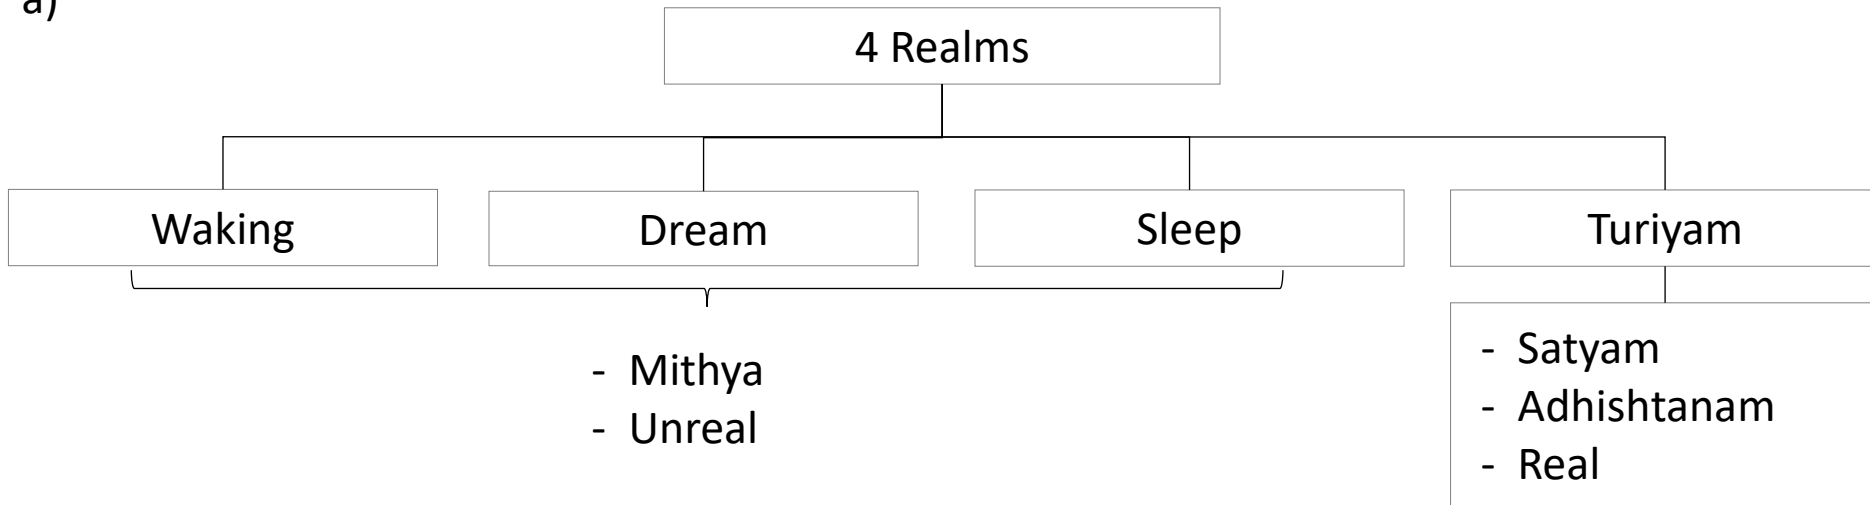 a)
4 Realms
Waking
Dream
Sleep
Turiyam
- Mithya
- Unreal
- Satyam
- Adhishtanam
- Real